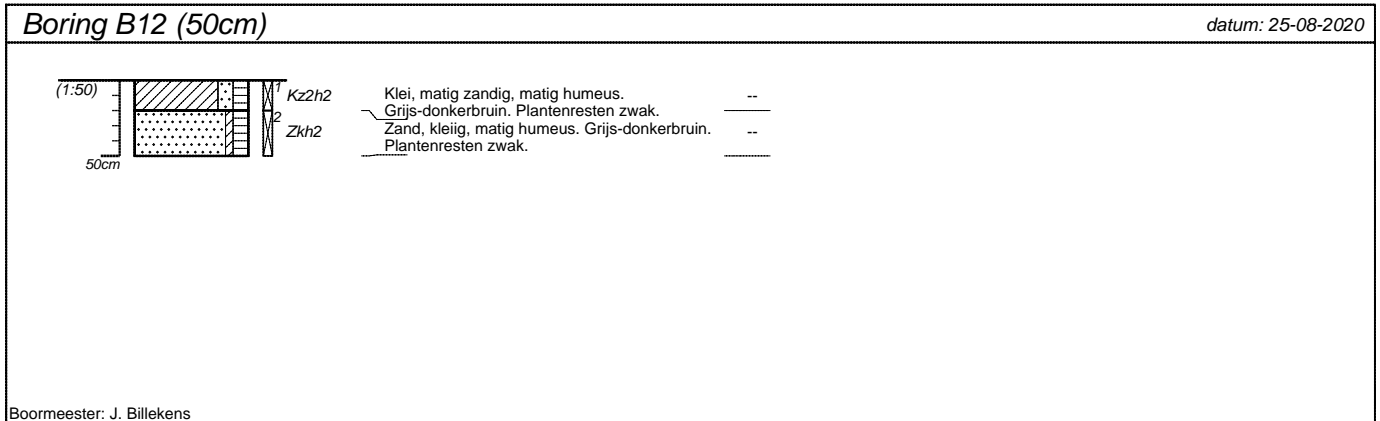 Boring B12 (50cm)
datum: 25-08-2020
(1:50)
1
Kz2h2
Klei, matig zandig, matig humeus.
Grijs-donkerbruin. Plantenresten zwak.
--
2
Zkh2
Zand, kleiig, matig humeus. Grijs-donkerbruin.
Plantenresten zwak.
--
50cm
Boormeester: J. Billekens